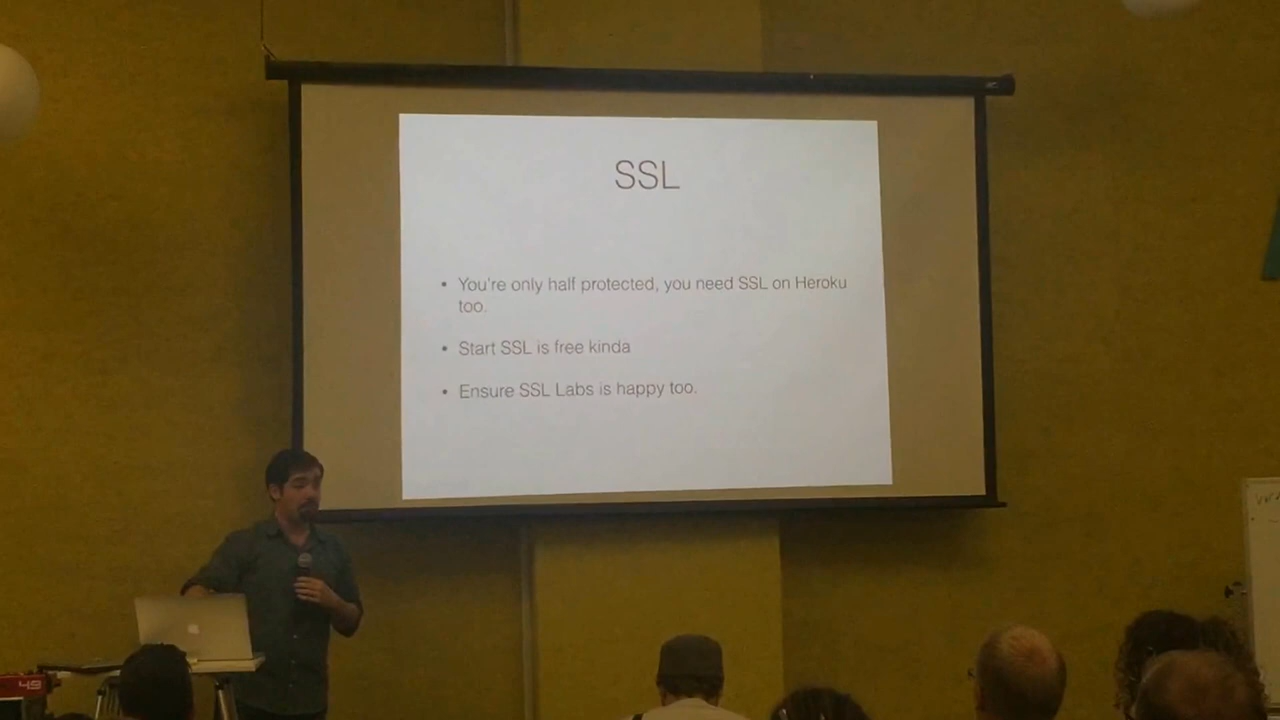 SSL
• You're only half protected, you need SSL on Heroku
too.
• Start SSL is free kinda
• Ensure SSL Labs is happy too.
49